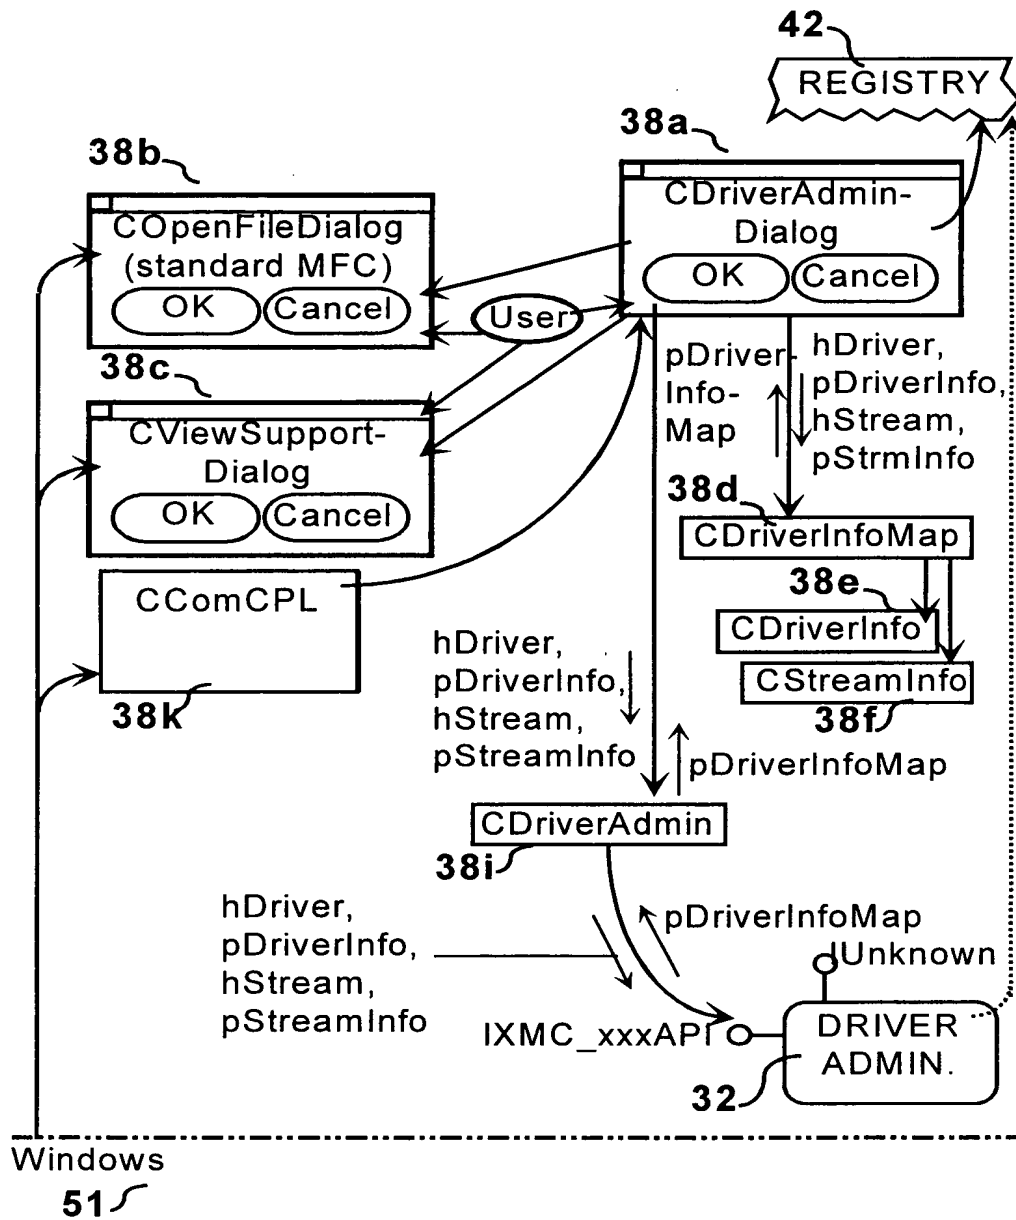 42
REGISTRY
38a
38b
CDriverAdmin-
Dialog
OK Cancel
COpenFileDialog
(standard MFC)
OK Cancel
User
38c
CViewSupport-
Dialog
OK Cancel
pDriver-
Info-
Map
hDriver,
pDriverInfo,
hStream,
pStrmInfo
38d
CDriverInfoMap
38e
CDriverInfo
CStreamInfo
38f
CComCPL
38k
hDriver,
pDriverInfo,
hStream,
pStreamInfo
pDriverInfoMap
CDriverAdmin
38i
hDriver,
pDriverInfo,
hStream,
pStreamInfo
pDriverInfoMap
IUnknown
IXMC_xxxAPI
DRIVER
ADMIN.
32
Windows
51